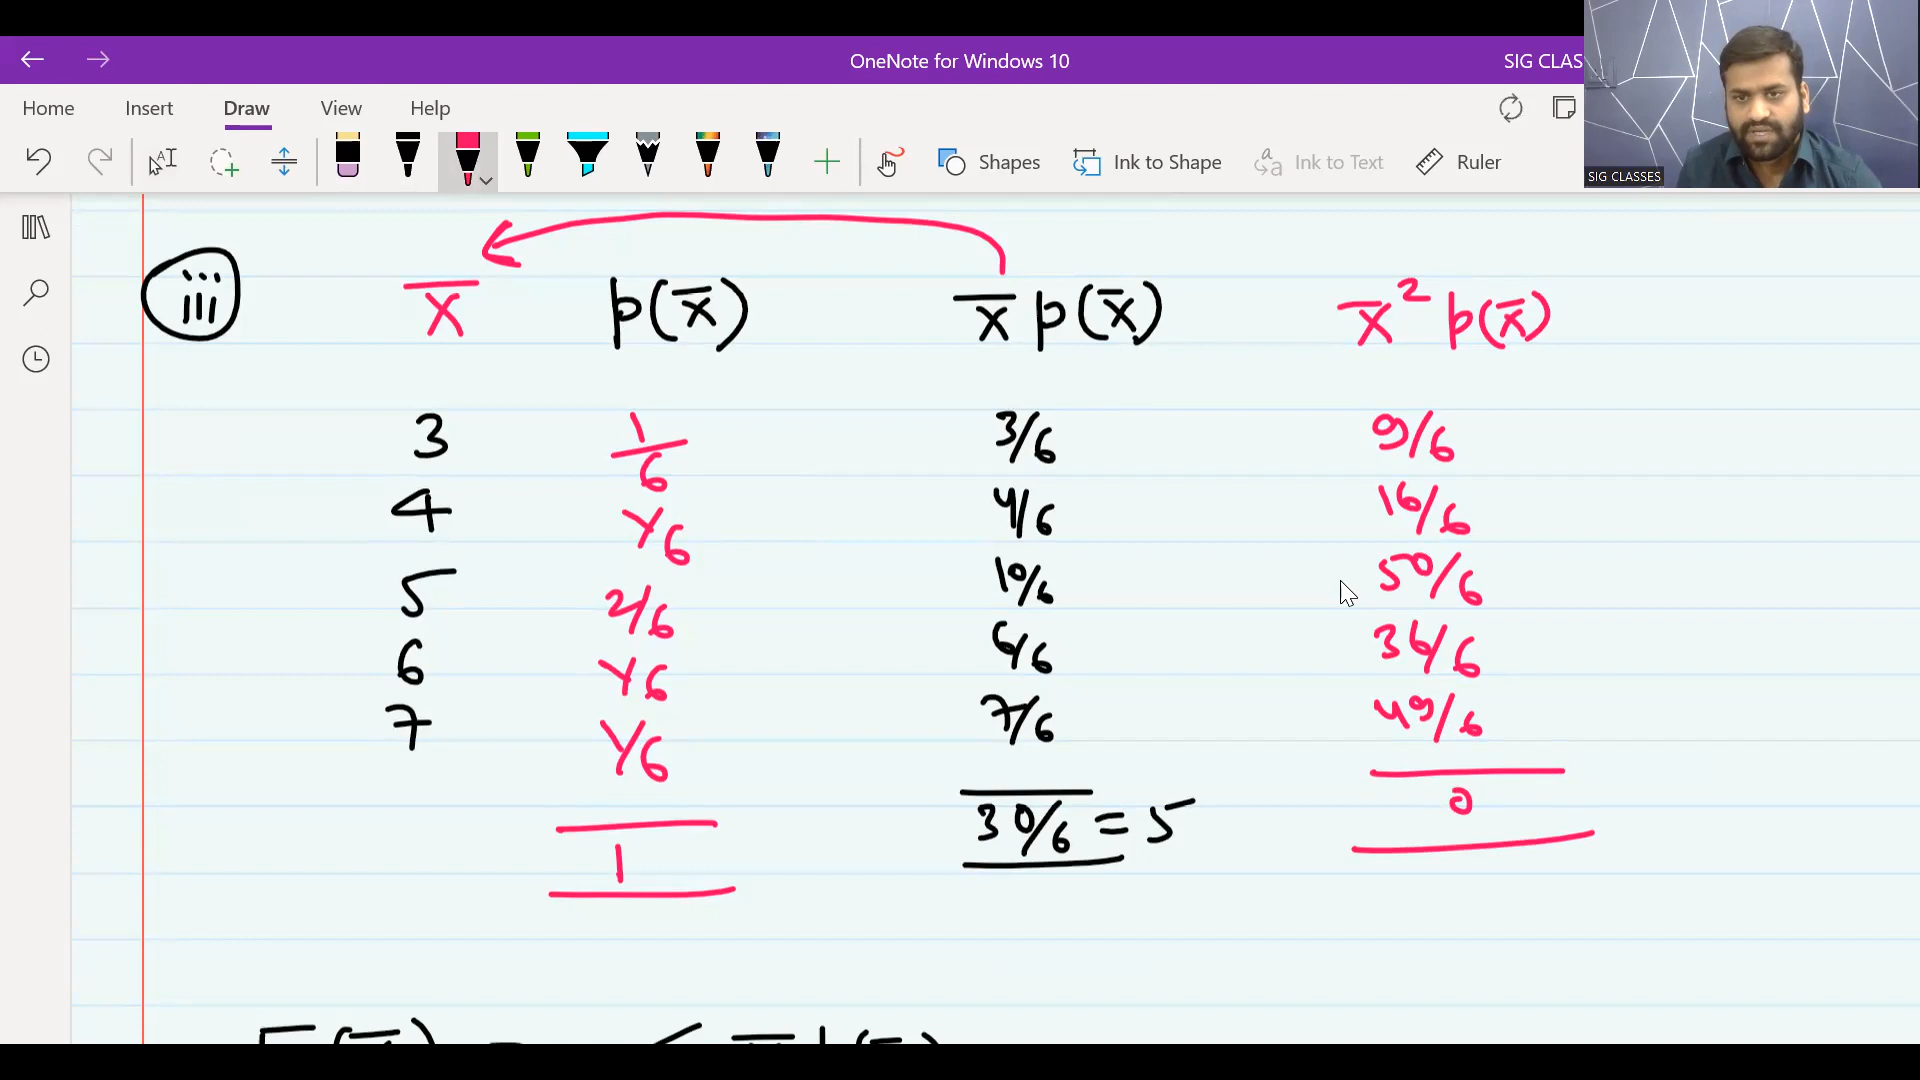 OneNote for Windows 10
SIG CLAS
Home Insert Draw View Help
Shapes Ink to Shape Ink to Text Ruler
SIG CLASSES
iii x̄ p(x̄) x̄ p(x̄) x̄² p(x̄)
3 1/6 3/6 9/6
4 1/6 4/6 16/6
5 2/6 10/6 50/6
6 1/6 6/6 36/6
7 1/6 7/6 49/6
1 30/6 = 5 0